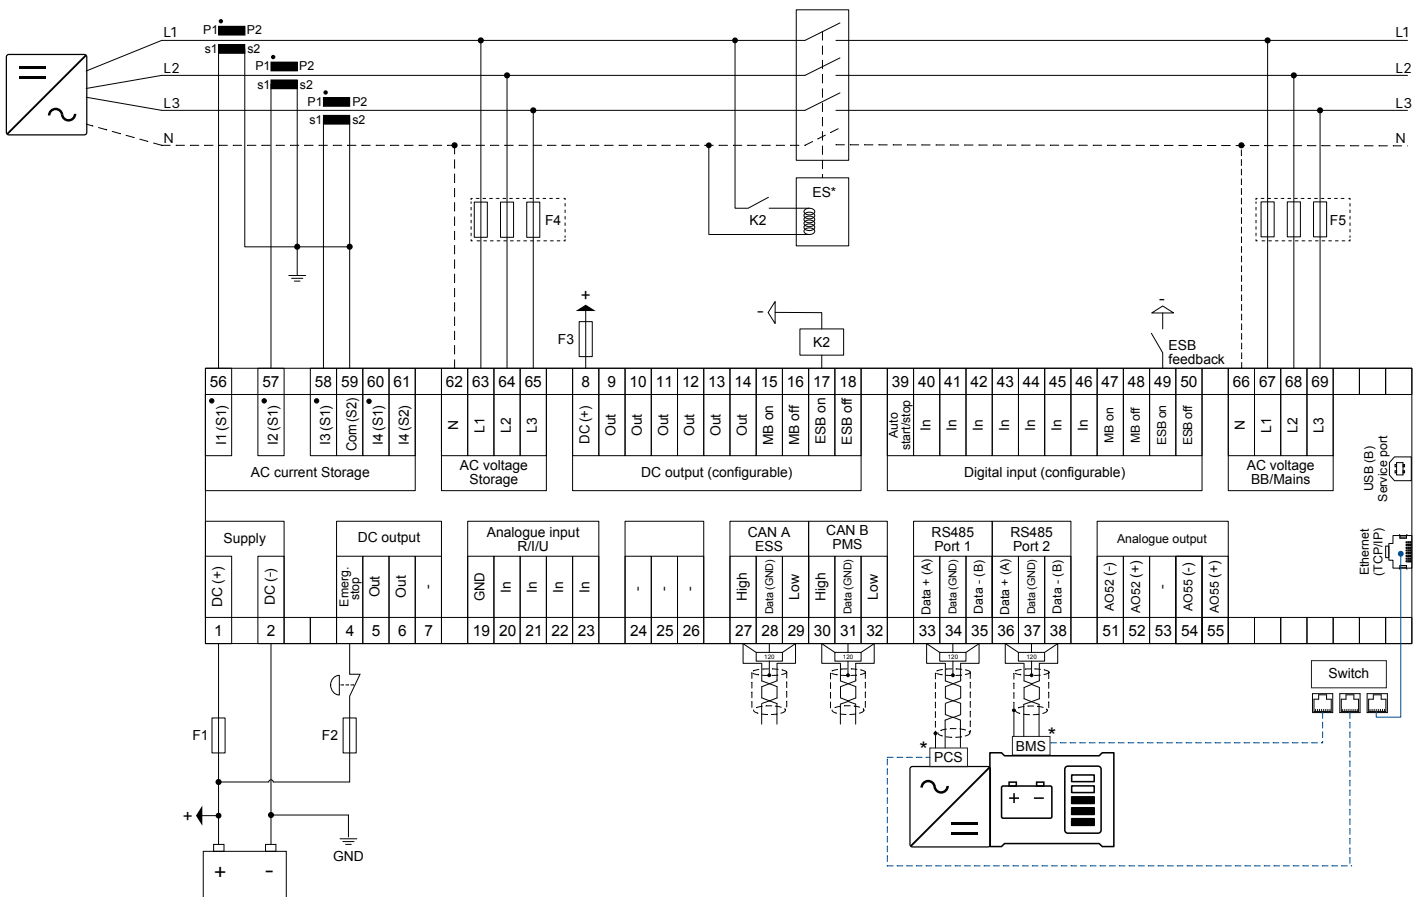 L1 P1 P2 L1
s1 s2
L2 P1 P2 L2
s1 s2
L3 P1 P2 L3
s1 s2
N N
ES*
F4 K2 F5
+ -
F3 - K2 ESB
feedback
56 57 58 59 60 61 62 63 64 65 8 9 10 11 12 13 14 15 16 17 18 39 40 41 42 43 44 45 46 47 48 49 50 66 67 68 69
I1 (S1)
I2 (S1)
I3 (S1)
Com (S2)
I4 (S1)
I4 (S2)
N
L1
L2
L3
DC (+)
Out
Out
Out
Out
Out
Out
MB on
MB off
ESB on
ESB off
Auto
start/stop
In
In
In
In
In
In
In
MB on
MB off
ESB on
ESB off
N
L1
L2
L3
AC current Storage
AC voltage
Storage
DC output (configurable)
Digital input (configurable)
AC voltage
BB/Mains
USB (B)
Service port
Supply
DC output
Analogue input
R/I/U
CAN A
ESS
CAN B
PMS
RS485
Port 1
RS485
Port 2
Analogue output
Ethernet
(TCP/IP)
DC (+)
DC (-)
Emerg.
stop
Out
Out
-
GND
In
In
In
In
-
-
-
High
Data (GND)
Low
High
Data (GND)
Low
Data + (A)
Data (GND)
Data - (B)
Data + (A)
Data (GND)
Data - (B)
AO52 (-)
AO52 (+)
-
AO55 (-)
AO55 (+)
1 2 4 5 6 7 19 20 21 22 23 24 25 26 27 28 29 30 31 32 33 34 35 36 37 38 51 52 53 54 55
120 120 120 120
Switch
F1 F2
* PCS BMS *
+ -
+
GND
+ -